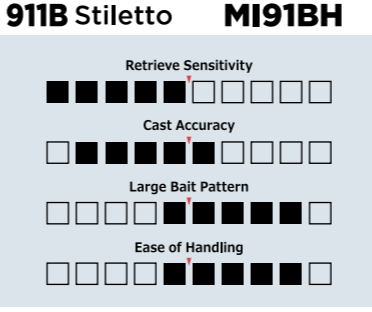 911B Stiletto MI91BH
Retrieve Sensitivity
Cast Accuracy
Large Bait Pattern
Ease of Handling